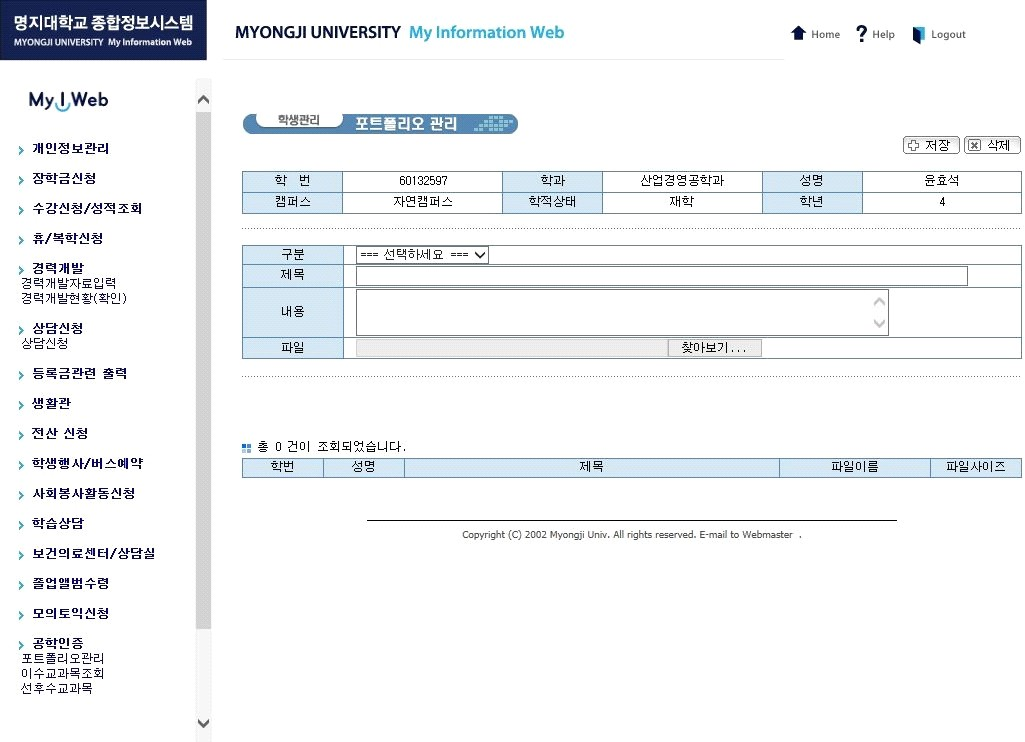 명지대학교 종합정보시스템
MYONGJI UNIVERSITY My Information Web
MYONGJI UNIVERSITY My Information Web
Home Help Logout
My I Web
개인정보관리
장학금신청
수강신청/성적조회
휴/복학신청
경력개발
경력개발자료입력
경력개발현황(확인)
상담신청
상담신청
등록금관련 출력
생활관
전산 신청
학생행사/버스예약
사회봉사활동신청
학습상담
보건의료센터/상담실
졸업앨범수령
모의토익신청
공학인증
포트폴리오관리
이수교과목조회
선후수교과목
학생관리 포트폴리오 관리
저장 삭제
학 번 60132597 학과 산업경영공학과 성명 윤효석
캠퍼스 자연캠퍼스 학적상태 재학 학년 4
구분 === 선택하세요 ===
제목
내용
파일 찾아보기...
총 0 건이 조회되었습니다.
학번 성명 제목 파일이름 파일사이즈
Copyright (C) 2002 Myongji Univ. All rights reserved. E-mail to Webmaster .